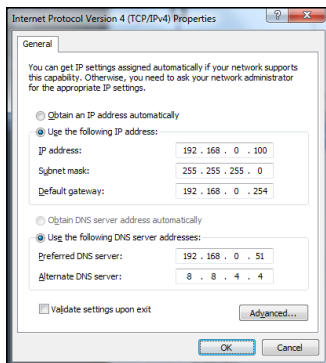 Internet Protocol Version 4 (TCP/IPv4) Properties
General
You can get IP settings assigned automatically if your network supports
this capability. Otherwise, you need to ask your network administrator
for the appropriate IP settings.
Obtain an IP address automatically
Use the following IP address:
IP address: 192 . 168 . 0 . 100
Subnet mask: 255 . 255 . 255 . 0
Default gateway: 192 . 168 . 0 . 254
Obtain DNS server address automatically
Use the following DNS server addresses:
Preferred DNS server: 192 . 168 . 0 . 51
Alternate DNS server: 8 . 8 . 4 . 4
Validate settings upon exit
Advanced...
OK Cancel